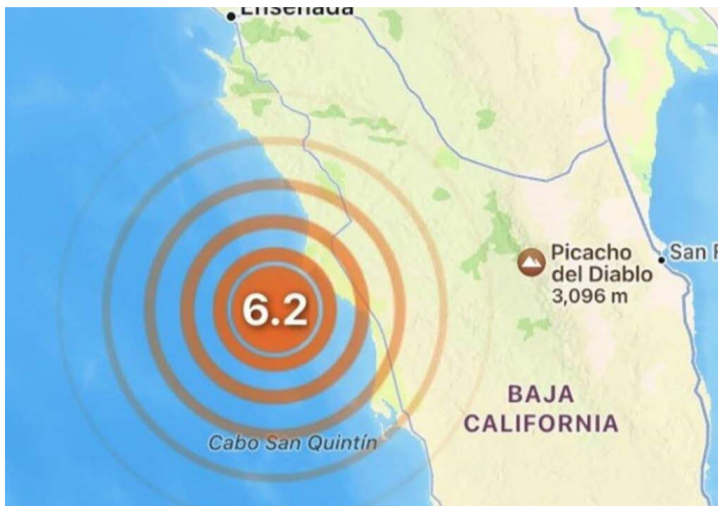 Ensenada
Picacho
del Diablo
3,096 m
San F
6.2
BAJA
CALIFORNIA
Cabo San Quintín